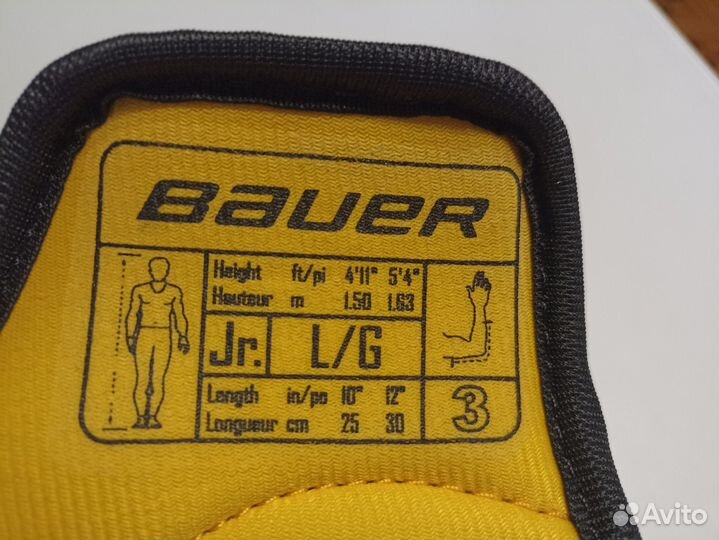 BAUER
Height ft/pi 4'11" 5'4"
Hauteur m 1.50 1.63
Jr. L/G
Length in/po 10" 12"
Longueur cm 25 30
3
Avito